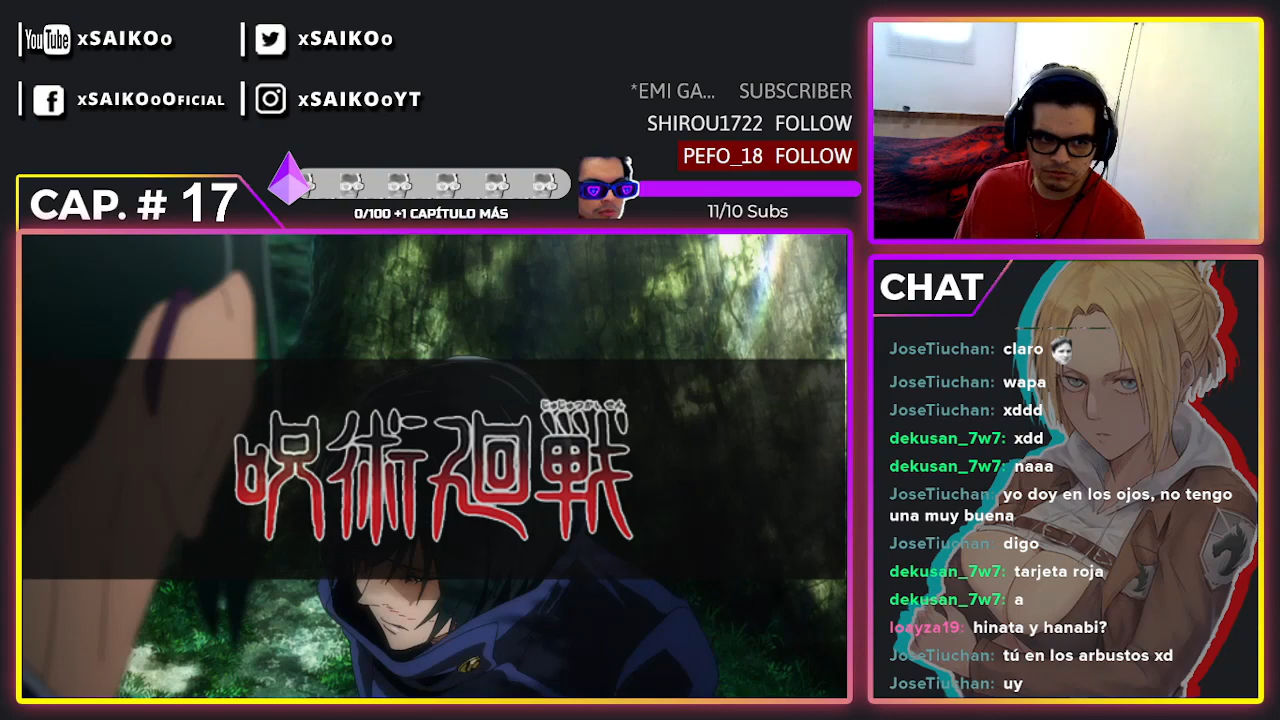 YouTube xSAIKOo
xSAIKOo
xSAIKOoOficial
xSAIKOoYT
*EMI GA... SUBSCRIBER
SHIROU1722 FOLLOW
PEFO_18 FOLLOW
CAP. # 17
0/100 +1 CAPÍTULO MÁS
11/10 Subs
呪術廻戦
CHAT
JoseTiuchan: claro
JoseTiuchan: wapa
JoseTiuchan: xddd
dekusan_7w7: xdd
dekusan_7w7: naaa
JoseTiuchan: yo doy en los ojos, no tengo
una muy buena
JoseTiuchan: digo
dekusan_7w7: tarjeta roja
dekusan_7w7: a
loayza19: hinata y hanabi?
JoseTiuchan: tú en los arbustos xd
JoseTiuchan: uy